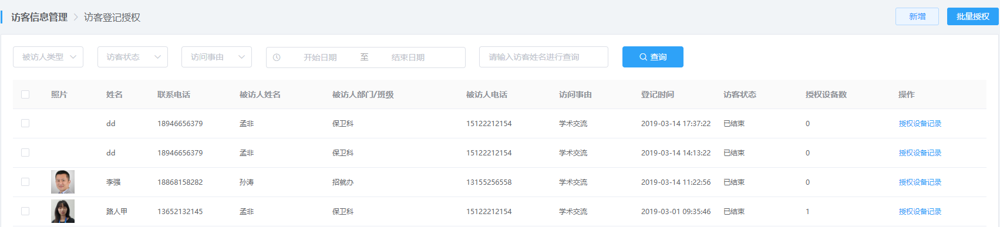 访客信息管理 > 访客登记授权 新增 批量授权
被访人类型 访客状态 访问事由 开始日期 至 结束日期 请输入访客姓名进行查询 查询
照片 姓名 联系电话 被访人姓名 被访人部门/班级 被访人电话 访问事由 登记时间 访客状态 授权设备数 操作
dd 18946656379 孟非 保卫科 15122212154 学术交流 2019-03-14 17:37:22 已结束 0 授权设备记录
dd 18946656379 孟非 保卫科 15122212154 学术交流 2019-03-14 14:13:22 已结束 0 授权设备记录
李强 18868158282 孙涛 招就办 13155256558 学术交流 2019-03-14 11:22:56 已结束 0 授权设备记录
路人甲 13652132145 孟非 保卫科 15122212154 学术交流 2019-03-01 09:35:46 已结束 1 授权设备记录